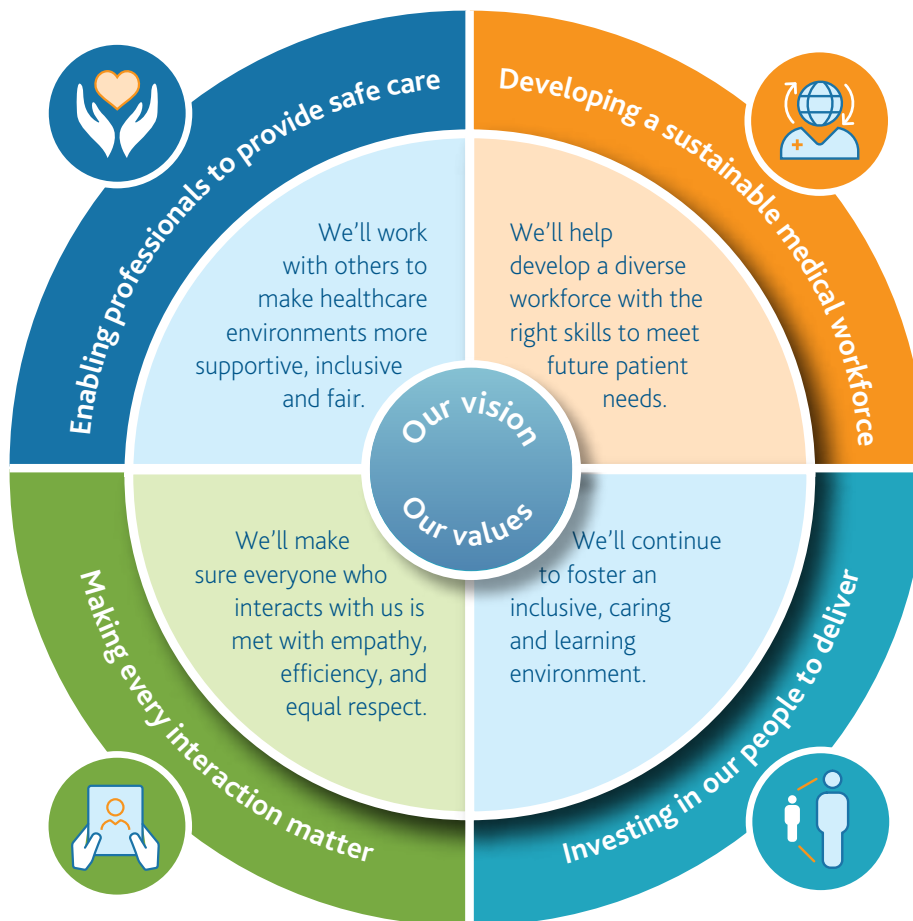 Enabling professionals to provide safe care
We'll work
with others to
make healthcare
environments more
supportive, inclusive
and fair.
Developing a sustainable medical workforce
We'll help
develop a diverse
workforce with the
right skills to meet
future patient
needs.
Our vision
Our values
Making every interaction matter
We'll make
sure everyone who
interacts with us is
met with empathy,
efficiency, and
equal respect.
Investing in our people to deliver
We'll continue
to foster an
inclusive, caring
and learning
environment.